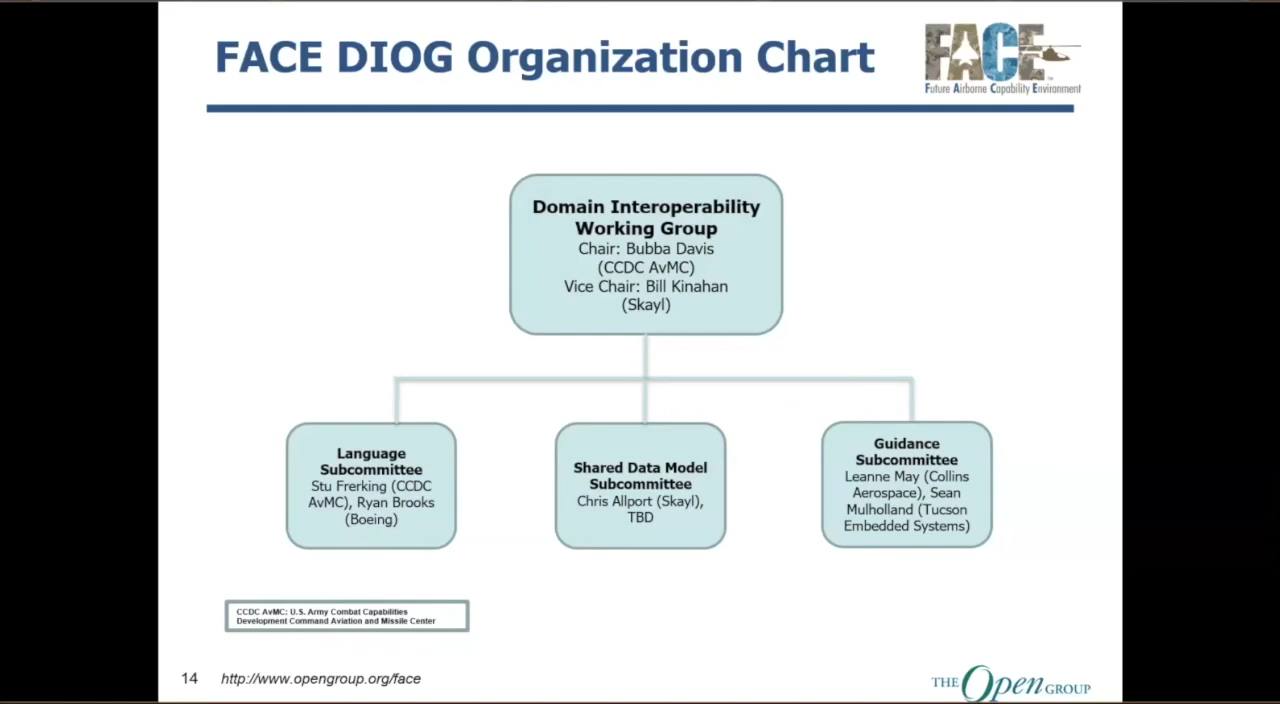 FACE DIOG Organization Chart
FACE
Future Airborne Capability Environment
Domain Interoperability
Working Group
Chair: Bubba Davis
(CCDC AvMC)
Vice Chair: Bill Kinahan
(Skayl)
Language
Subcommittee
Stu Frerking (CCDC
AvMC), Ryan Brooks
(Boeing)
Shared Data Model
Subcommittee
Chris Allport (Skayl),
TBD
Guidance
Subcommittee
Leanne May (Collins
Aerospace), Sean
Mulholland (Tucson
Embedded Systems)
CCDC AvMC: U.S. Army Combat Capabilities
Development Command Aviation and Missile Center
14 http://www.opengroup.org/face
THE Open GROUP